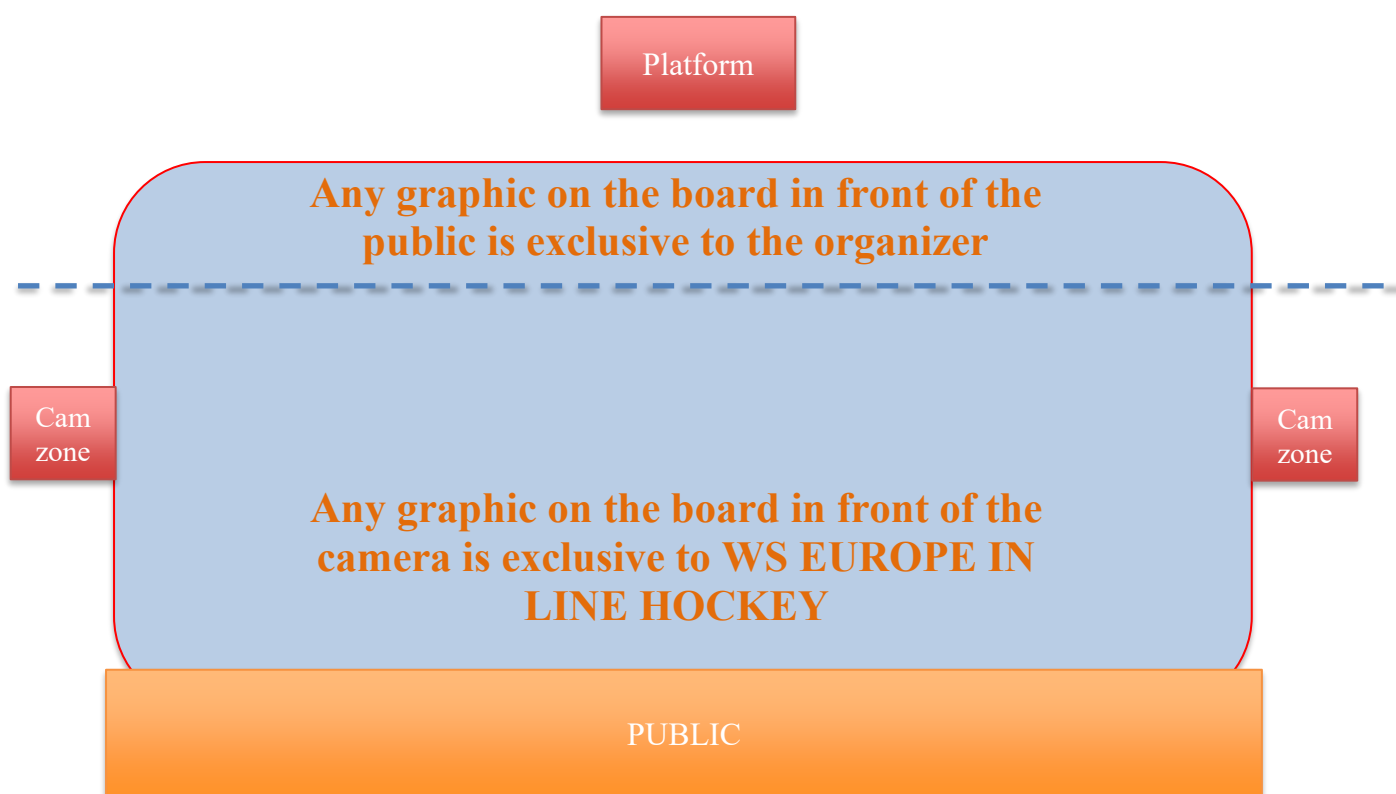 Platform
Any graphic on the board in front of the
public is exclusive to the organizer
Cam
zone
Cam
zone
Any graphic on the board in front of the
camera is exclusive to WS EUROPE IN
LINE HOCKEY
PUBLIC